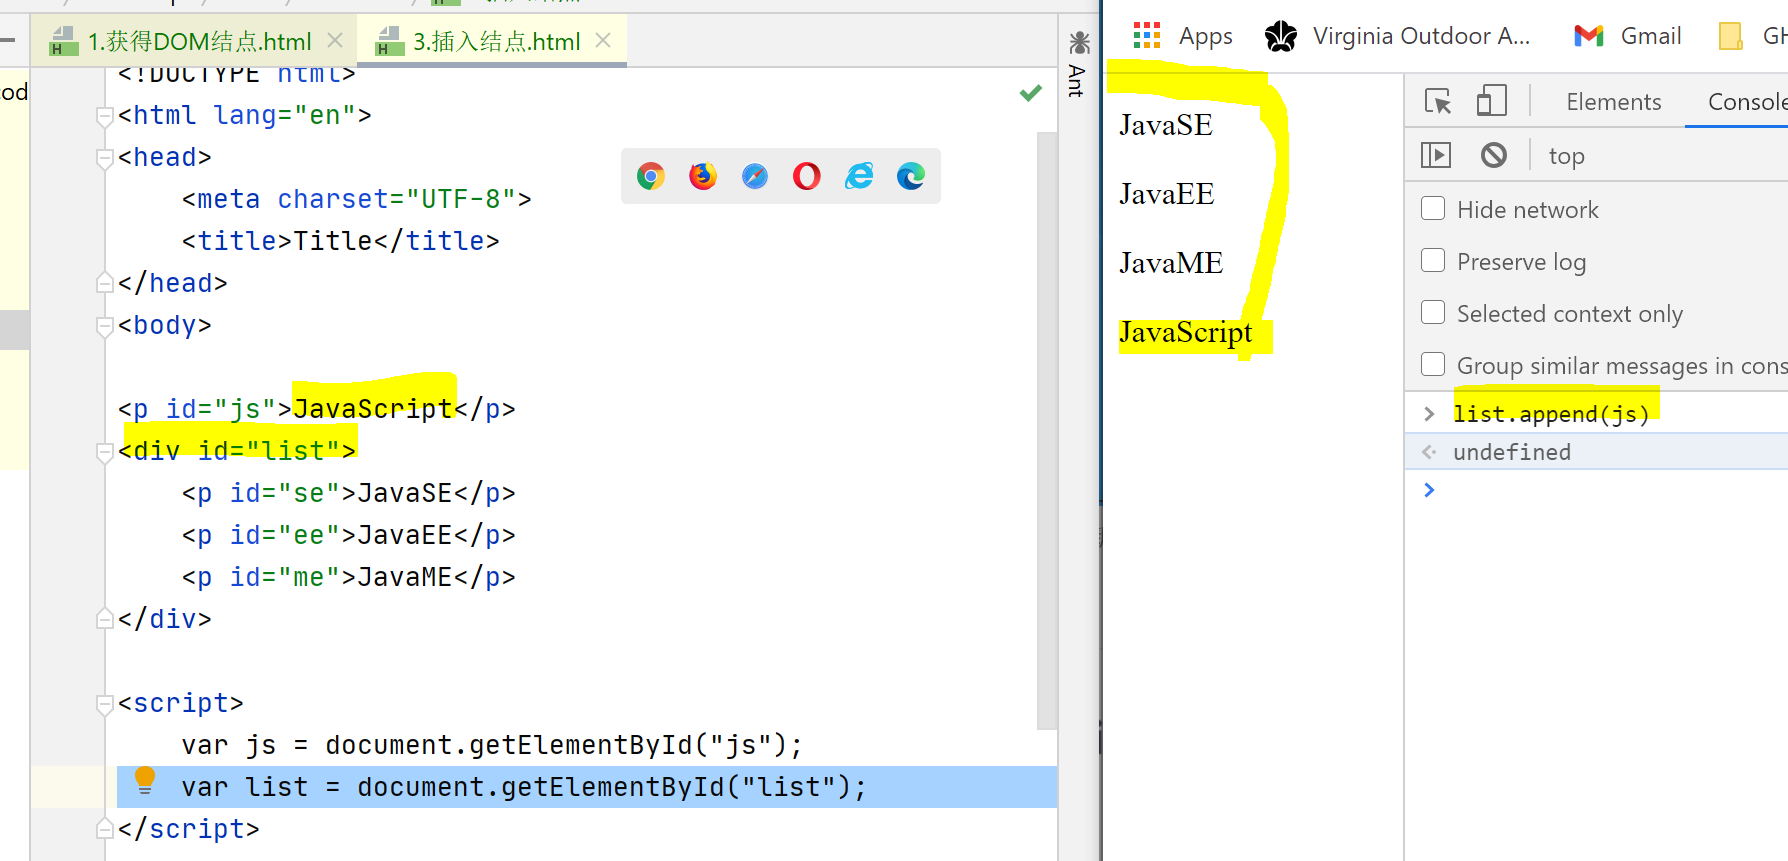 1.获得DOM结点.html
3.插入结点.html
cod
<!DOCTYPE html>
<html lang="en">
<head>
<meta charset="UTF-8">
<title>Title</title>
</head>
<body>
<p id="js">JavaScript</p>
<div id="list">
<p id="se">JavaSE</p>
<p id="ee">JavaEE</p>
<p id="me">JavaME</p>
</div>
<script>
var js = document.getElementById("js");
var list = document.getElementById("list");
</script>
Ant
Apps
Virginia Outdoor A...
Gmail
GH
JavaSE
JavaEE
JavaME
JavaScript
Elements
Console
top
Hide network
Preserve log
Selected context only
Group similar messages in cons
list.append(js)
undefined